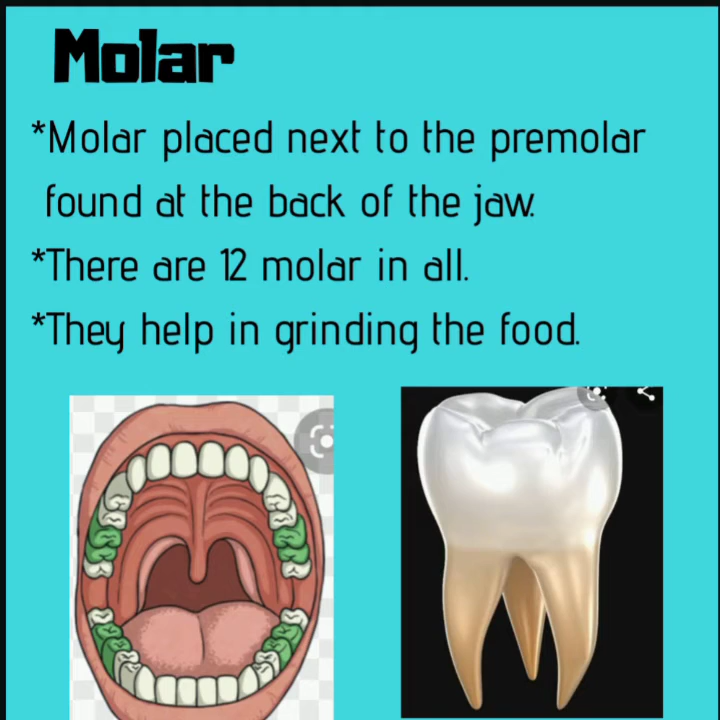 Molar
*Molar placed next to the premolar
found at the back of the jaw.
*There are 12 molar in all.
*They help in grinding the food.